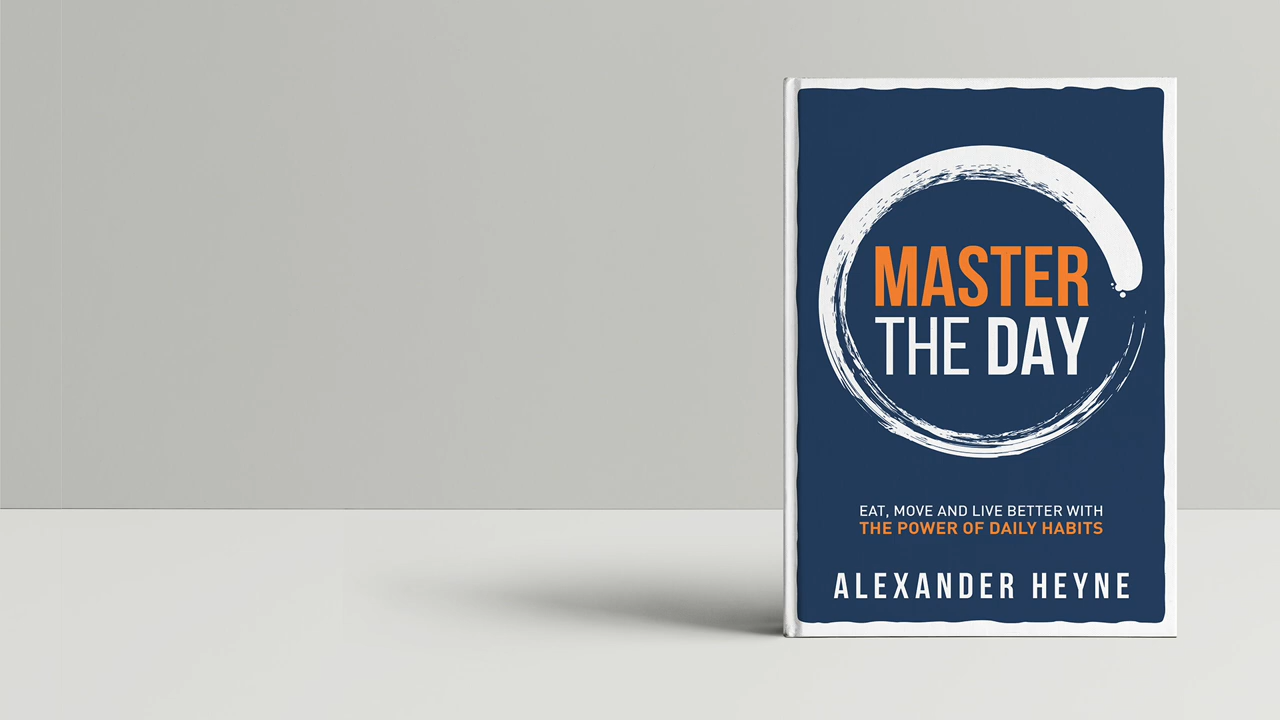 MASTER
THE DAY
EAT, MOVE AND LIVE BETTER WITH
THE POWER OF DAILY HABITS
ALEXANDER HEYNE